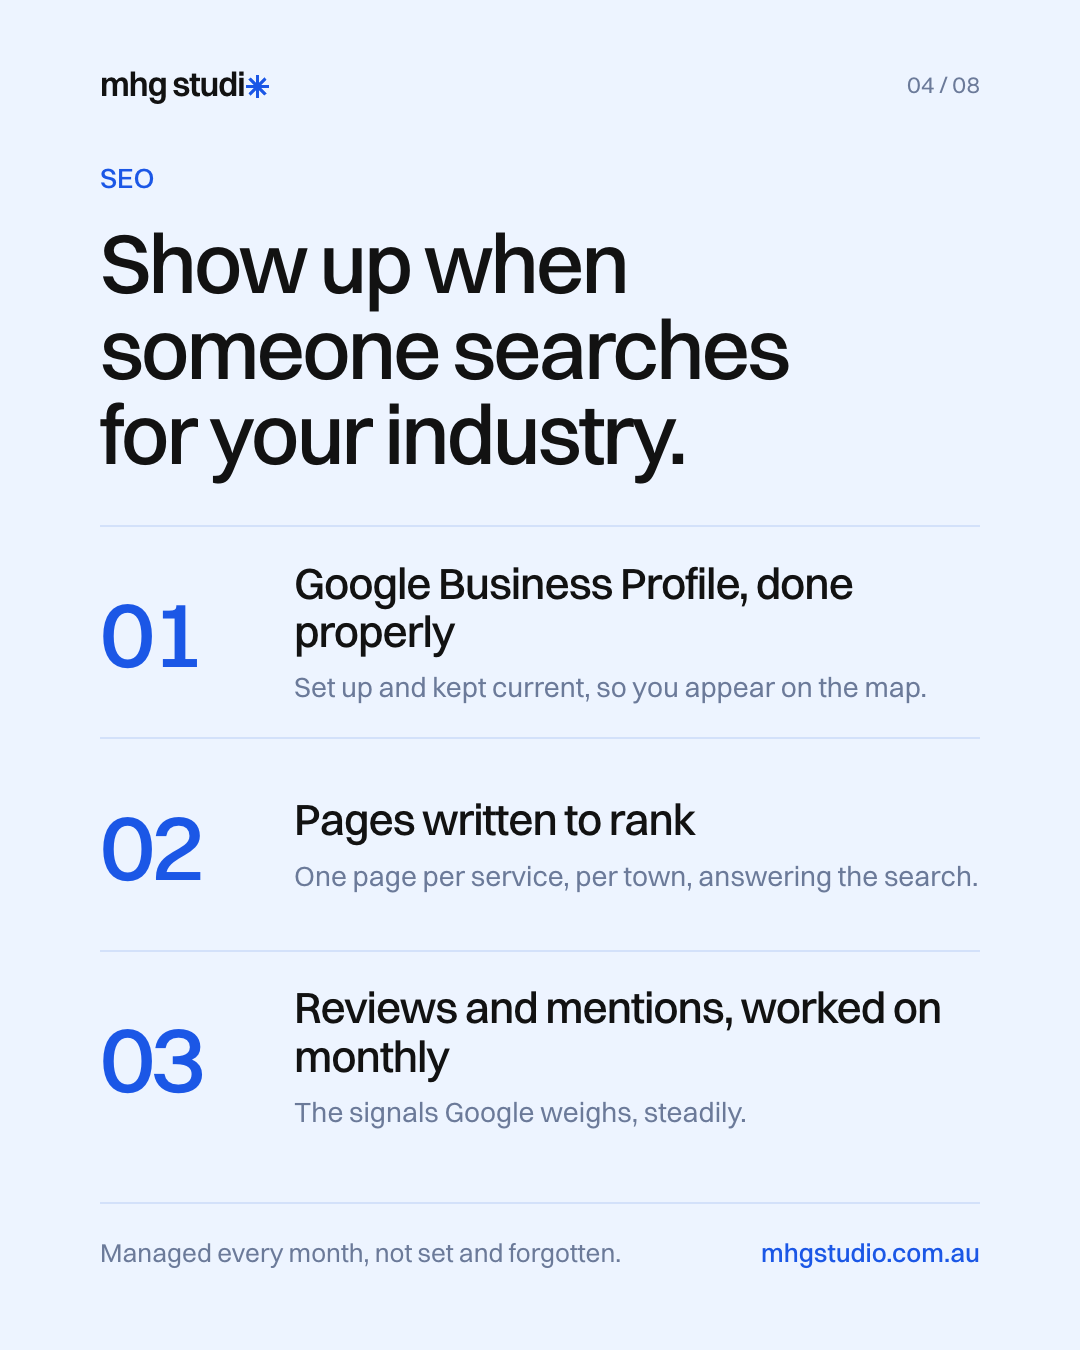 mhg studi✳
04 / 08
SEO
Show up when
someone searches
for your industry.
01
Google Business Profile, done
properly
Set up and kept current, so you appear on the map.
02
Pages written to rank
One page per service, per town, answering the search.
03
Reviews and mentions, worked on
monthly
The signals Google weighs, steadily.
Managed every month, not set and forgotten.
mhgstudio.com.au